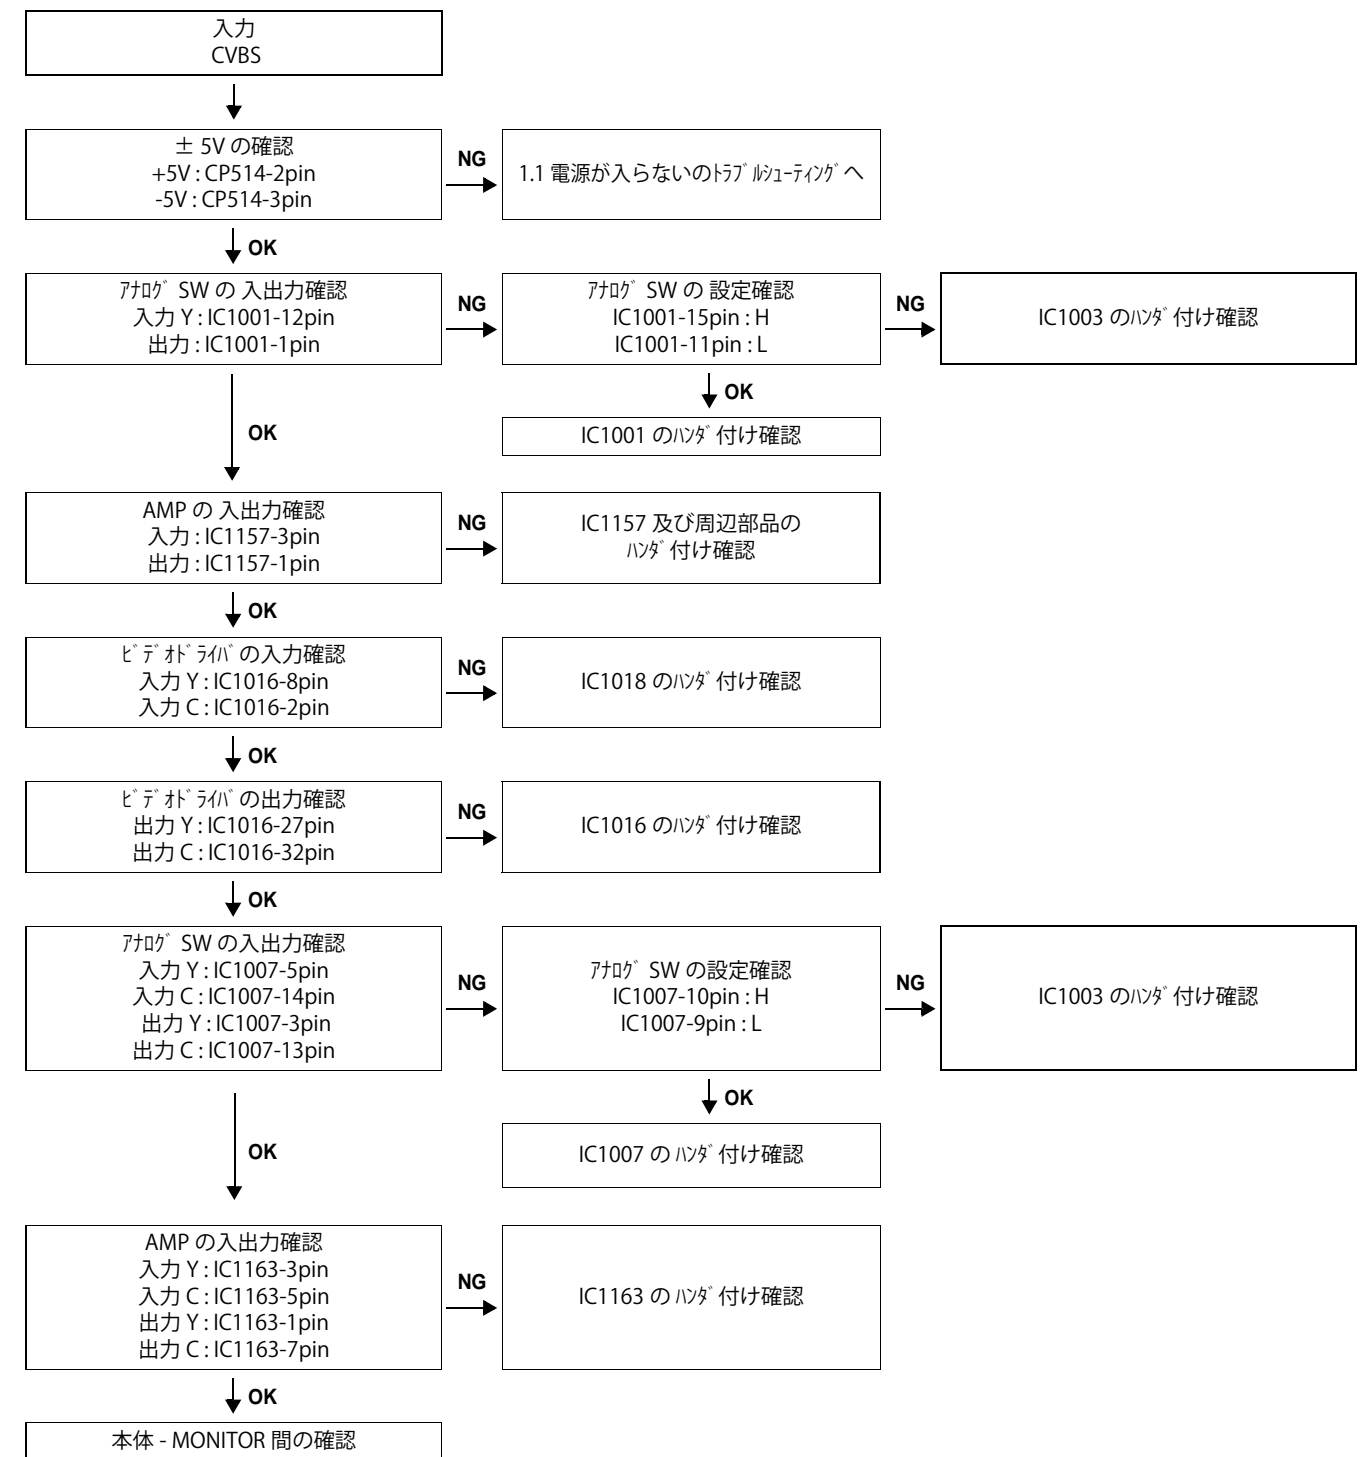 入力
CVBS
± 5V の確認
+5V : CP514-2pin
-5V : CP514-3pin
NG
1.1 電源が入らないのﾄﾗﾌﾞﾙｼｭｰﾃｨﾝｸﾞへ
OK
ｱﾅﾛｸﾞ SW の 入出力確認
入力 Y : IC1001-12pin
出力 : IC1001-1pin
NG
ｱﾅﾛｸﾞ SW の 設定確認
IC1001-15pin : H
IC1001-11pin : L
NG
IC1003 のﾊﾝﾀﾞ付け確認
OK
IC1001 のﾊﾝﾀﾞ付け確認
OK
AMP の 入出力確認
入力 : IC1157-3pin
出力 : IC1157-1pin
NG
IC1157 及び周辺部品の
ﾊﾝﾀﾞ付け確認
OK
ﾋﾞﾃﾞｵﾄﾞﾗｲﾊﾞの入力確認
入力 Y : IC1016-8pin
入力 C : IC1016-2pin
NG
IC1018 のﾊﾝﾀﾞ付け確認
OK
ﾋﾞﾃﾞｵﾄﾞﾗｲﾊﾞの出力確認
出力 Y : IC1016-27pin
出力 C : IC1016-32pin
NG
IC1016 のﾊﾝﾀﾞ付け確認
OK
ｱﾅﾛｸﾞ SW の入出力確認
入力 Y : IC1007-5pin
入力 C : IC1007-14pin
出力 Y : IC1007-3pin
出力 C : IC1007-13pin
NG
ｱﾅﾛｸﾞ SW の設定確認
IC1007-10pin : H
IC1007-9pin : L
NG
IC1003 のﾊﾝﾀﾞ付け確認
OK
IC1007 の ﾊﾝﾀﾞ付け確認
OK
AMP の入出力確認
入力 Y : IC1163-3pin
入力 C : IC1163-5pin
出力 Y : IC1163-1pin
出力 C : IC1163-7pin
NG
IC1163 の ﾊﾝﾀﾞ付け確認
OK
本体 - MONITOR 間の確認